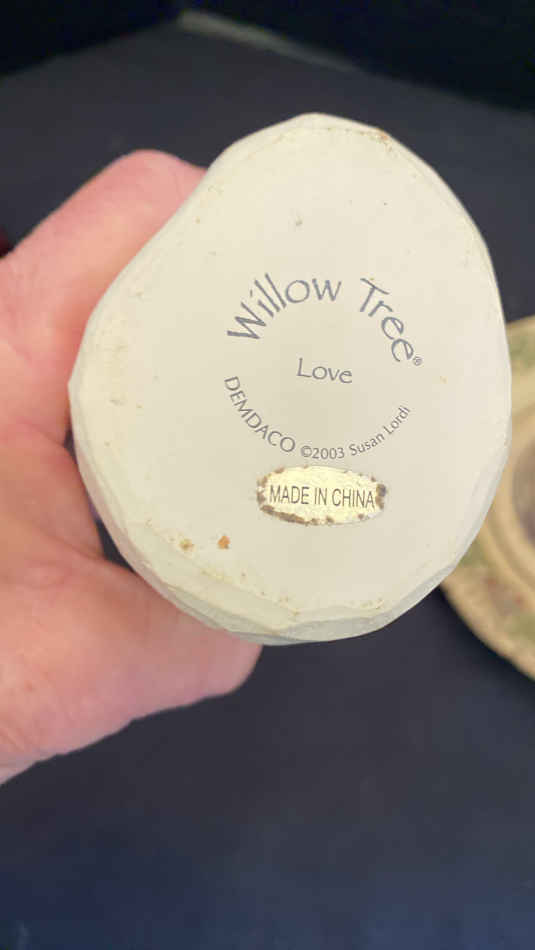 Willow Tree®
Love
DEMDACO ©2003 Susan Lordi
MADE IN CHINA